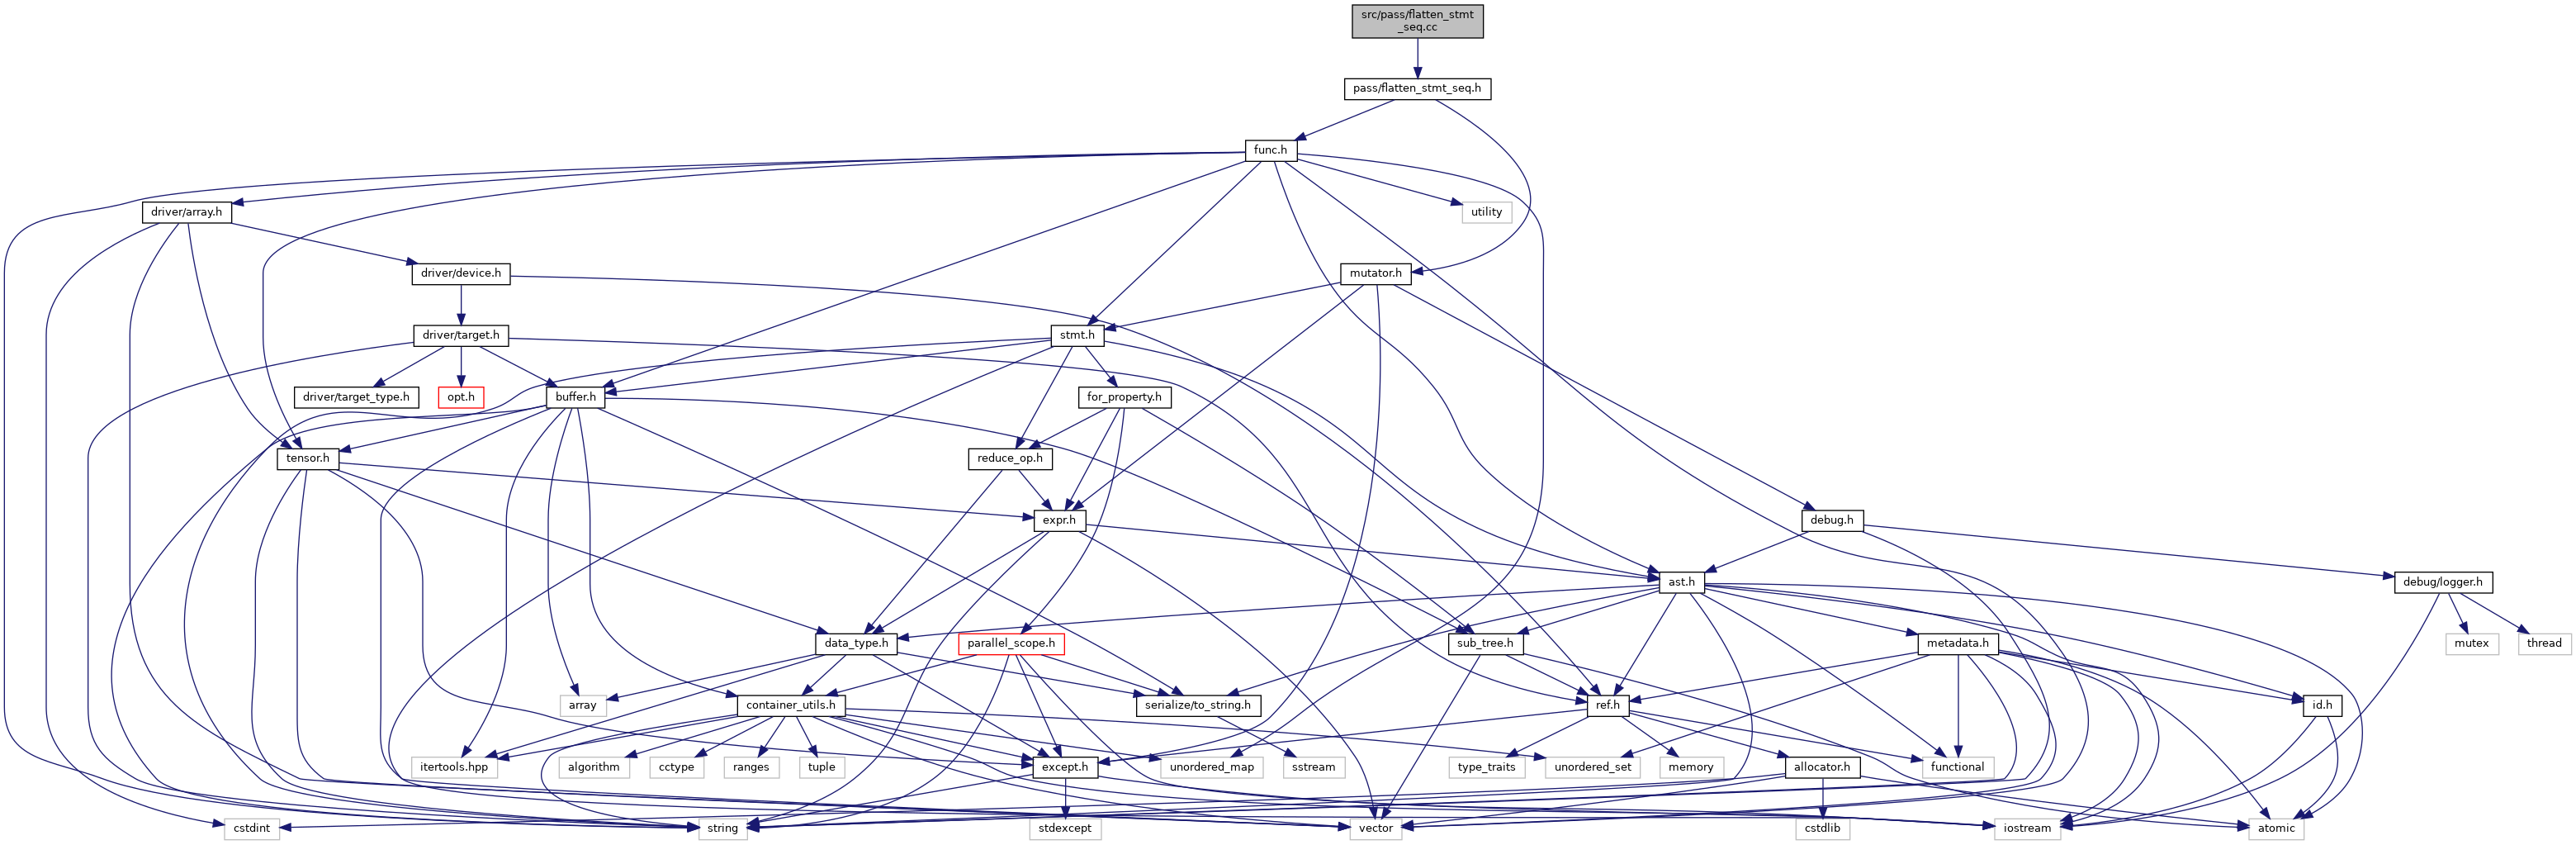 src/pass/flatten_stmt
_seq.cc
pass/flatten_stmt_seq.h
func.h
driver/array.h
utility
driver/device.h
mutator.h
driver/target.h
stmt.h
driver/target_type.h
opt.h
buffer.h
for_property.h
tensor.h
reduce_op.h
expr.h
debug.h
ast.h
debug/logger.h
data_type.h
parallel_scope.h
sub_tree.h
metadata.h
mutex
thread
array
container_utils.h
serialize/to_string.h
ref.h
id.h
itertools.hpp
algorithm
cctype
ranges
tuple
except.h
unordered_map
sstream
type_traits
unordered_set
memory
allocator.h
functional
cstdint
string
stdexcept
vector
cstdlib
iostream
atomic